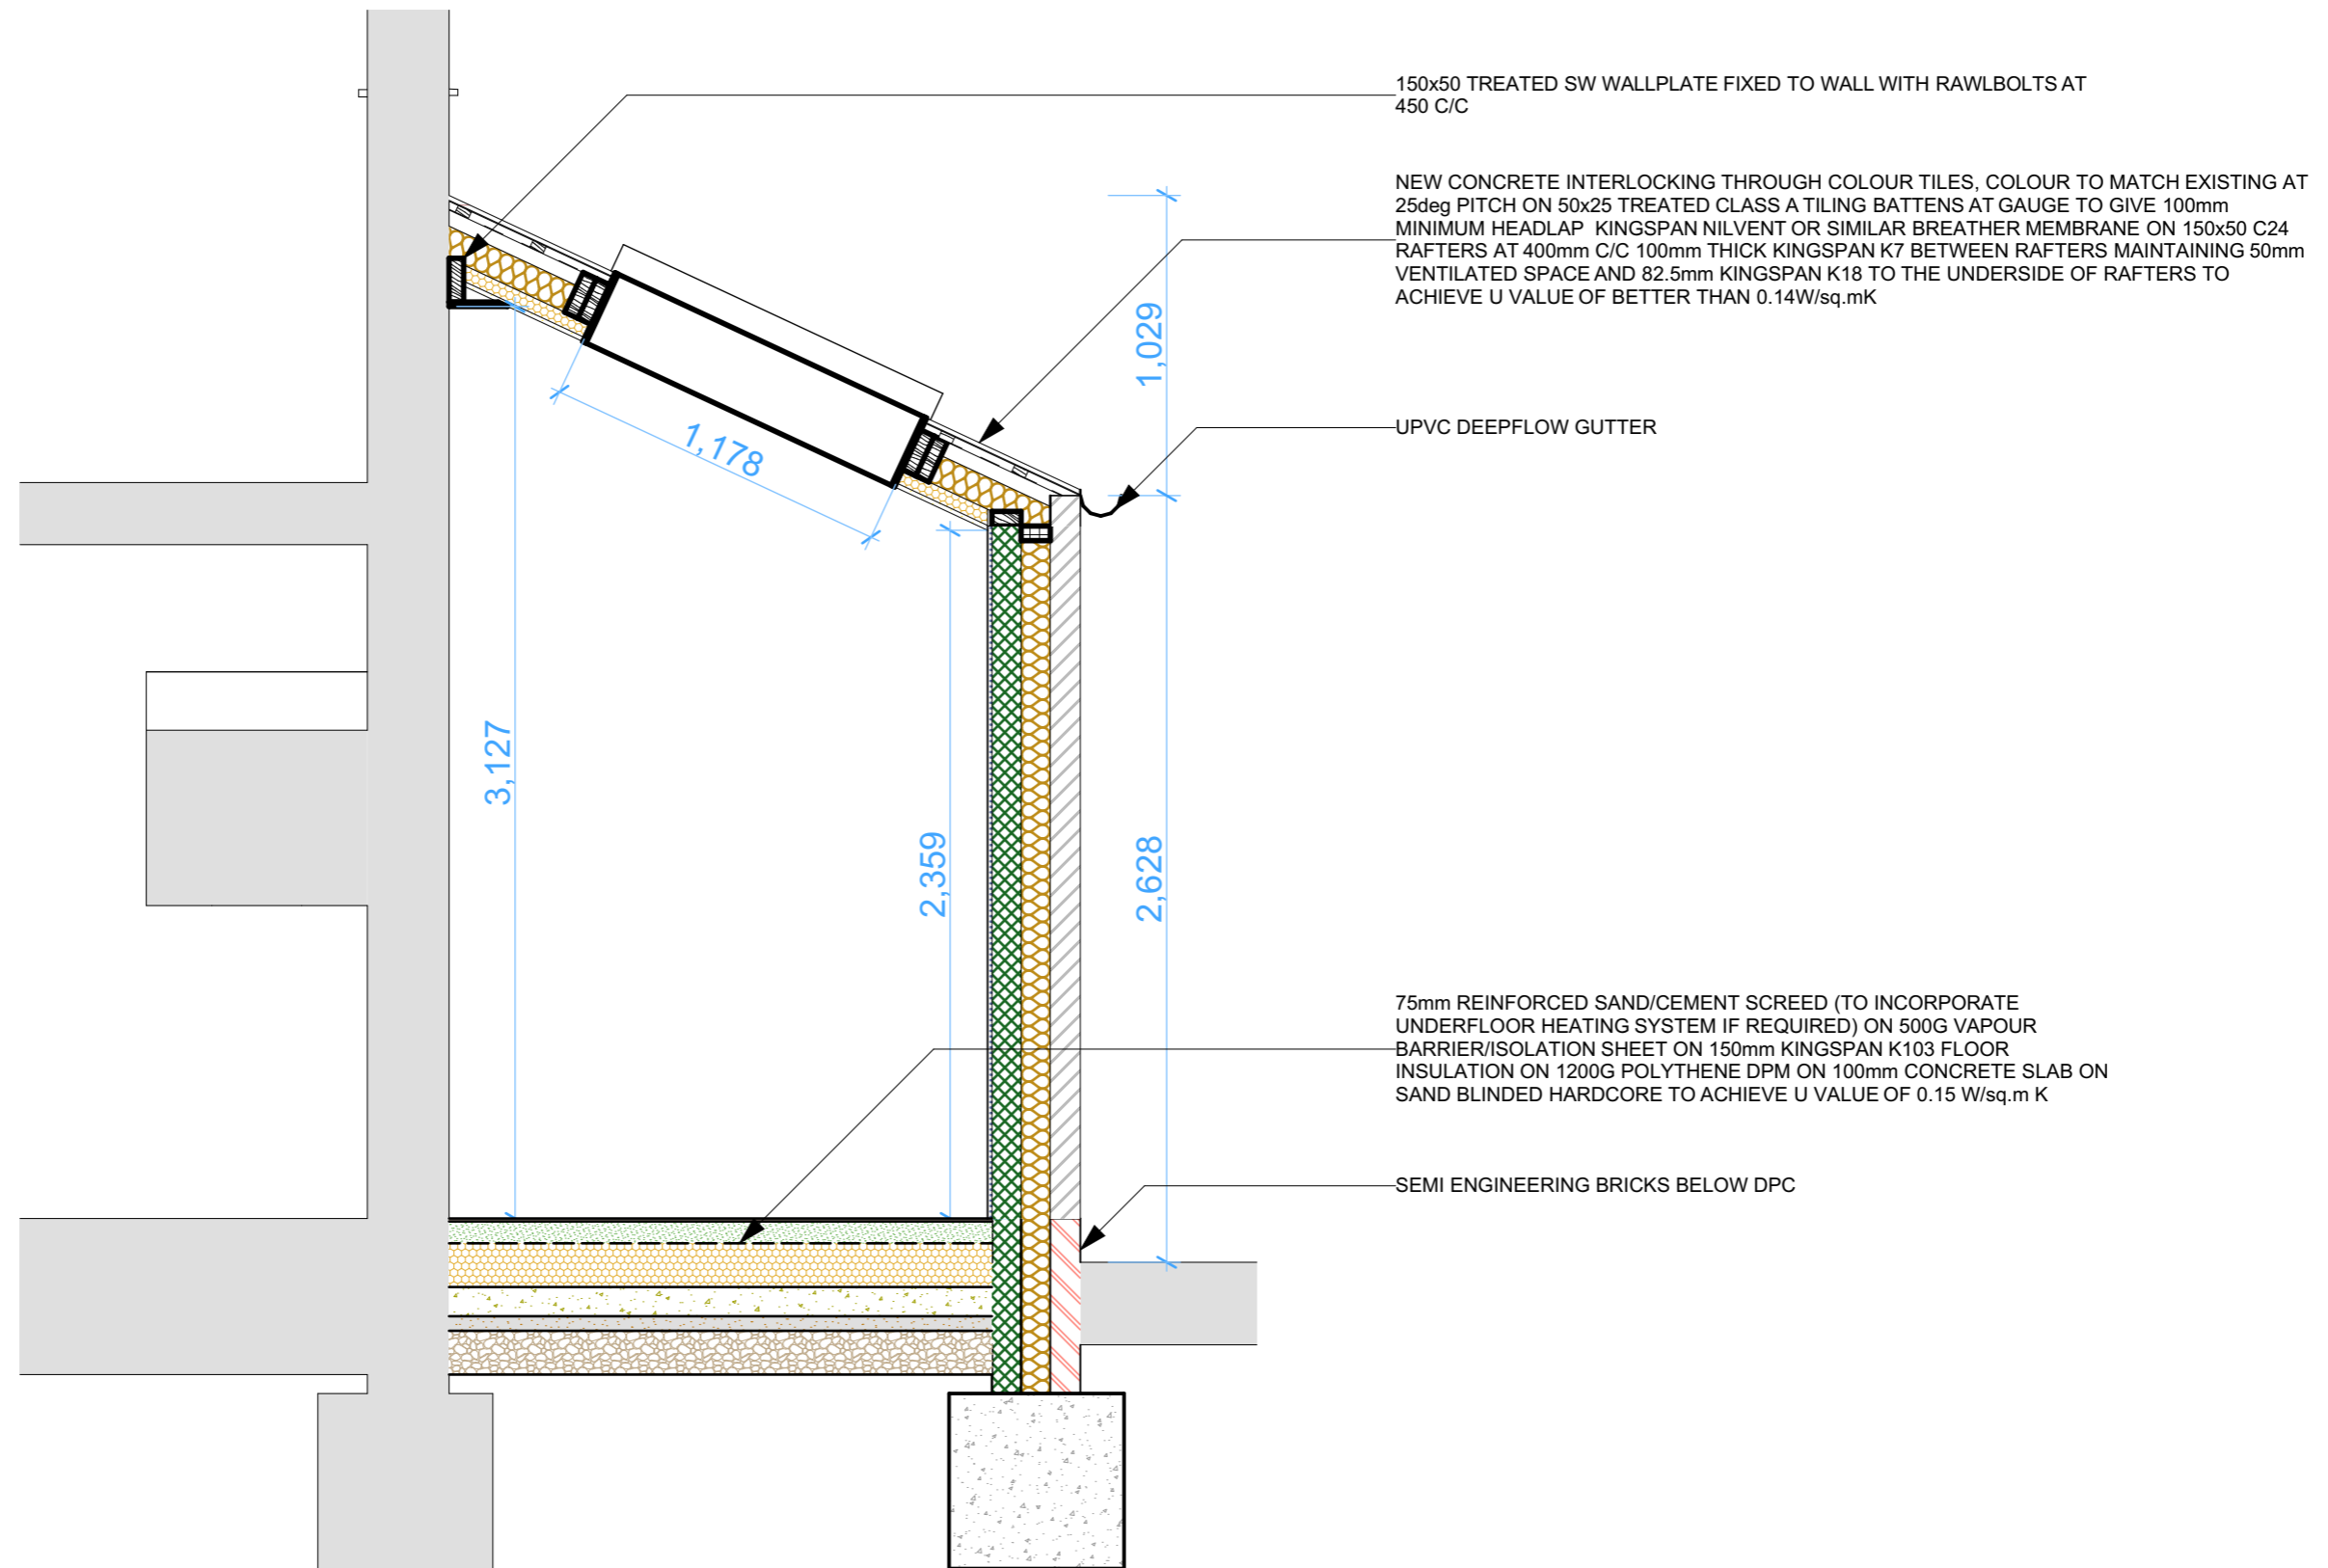 150x50 TREATED SW WALLPLATE FIXED TO WALL WITH RAWLBOLTS AT
450 C/C
NEW CONCRETE INTERLOCKING THROUGH COLOUR TILES, COLOUR TO MATCH EXISTING AT
25deg PITCH ON 50x25 TREATED CLASS A TILING BATTENS AT GAUGE TO GIVE 100mm
MINIMUM HEADLAP KINGSPAN NILVENT OR SIMILAR BREATHER MEMBRANE ON 150x50 C24
RAFTERS AT 400mm C/C 100mm THICK KINGSPAN K7 BETWEEN RAFTERS MAINTAINING 50mm
VENTILATED SPACE AND 82.5mm KINGSPAN K18 TO THE UNDERSIDE OF RAFTERS TO
ACHIEVE U VALUE OF BETTER THAN 0.14W/sq.mK
1,029
UPVC DEEPFLOW GUTTER
1,178
3,127
2,359
2,628
75mm REINFORCED SAND/CEMENT SCREED (TO INCORPORATE
UNDERFLOOR HEATING SYSTEM IF REQUIRED) ON 500G VAPOUR
BARRIER/ISOLATION SHEET ON 150mm KINGSPAN K103 FLOOR
INSULATION ON 1200G POLYTHENE DPM ON 100mm CONCRETE SLAB ON
SAND BLINDED HARDCORE TO ACHIEVE U VALUE OF 0.15 W/sq.m K
SEMI ENGINEERING BRICKS BELOW DPC